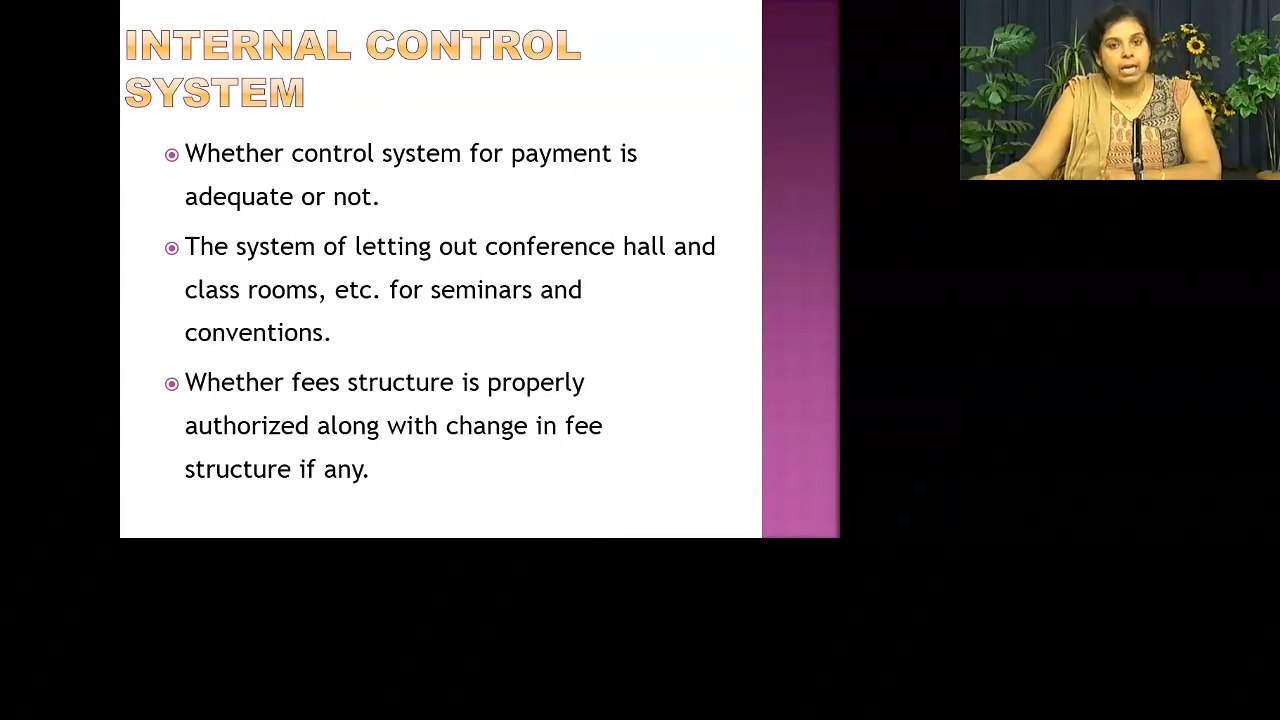 INTERNAL CONTROL
SYSTEM
Whether control system for payment is
adequate or not.
The system of letting out conference hall and
class rooms, etc. for seminars and
conventions.
Whether fees structure is properly
authorized along with change in fee
structure if any.